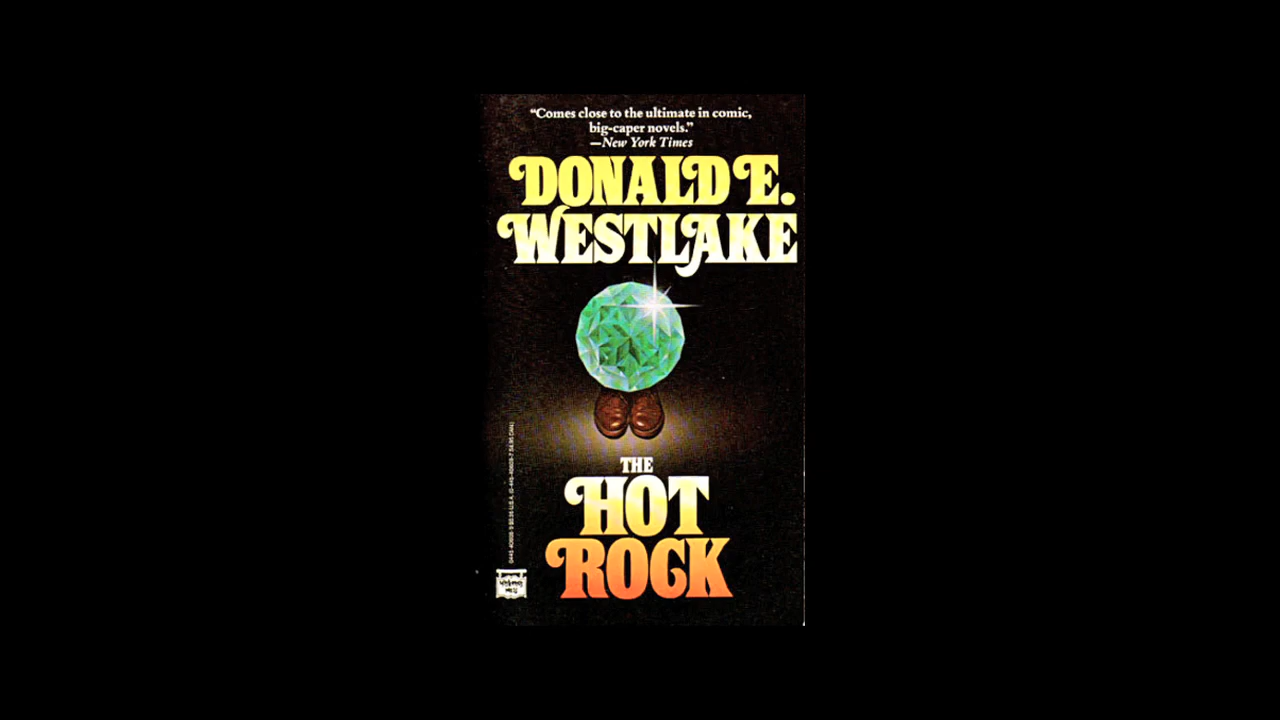 “Comes close to the ultimate in comic,
big-caper novels.”
—New York Times
DONALD E.
WESTLAKE
THE
HOT
ROCK